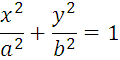 x²/a² + y²/b² = 1